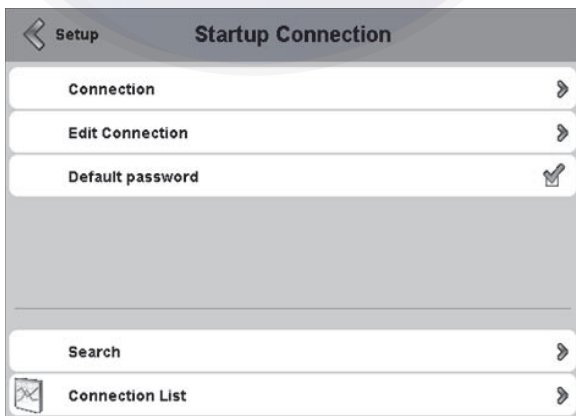 Setup
Startup Connection
Connection
Edit Connection
Default password
Search
Connection List